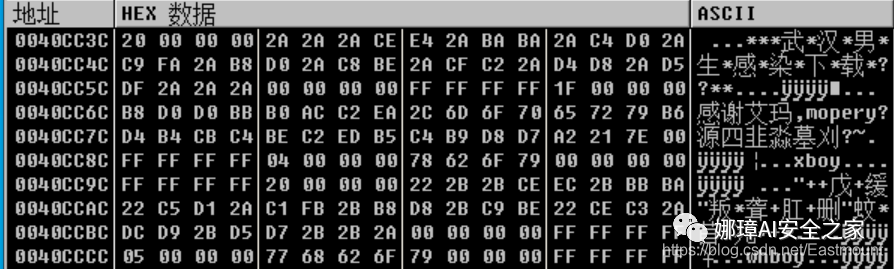 地址 HEX 数据 ASCII
0040CC3C 20 00 00 00 2A 2A 2A CE E4 2A BA BA 2A C4 D0 2A ...***武*汉*男
0040CC4C C9 FA 2A B8 D0 2A C8 BE 2A CF C2 2A D4 D8 2A D5 生*感*染*下*载*?
0040CC5C DF 2A 2A 2A 00 00 00 00 FF FF FF FF 1F 00 00 00 ?**....ÿÿÿÿ...
0040CC6C B8 D0 D0 BB B0 AC C2 EA 2C 6D 6F 70 65 72 79 B6 感谢艾玛,mopery?
0040CC7C D4 B4 CB C4 BE C2 ED B5 C4 B9 D8 D7 A2 21 7E 00 源四韭淼墓刈?~.
0040CC8C FF FF FF FF 04 00 00 00 78 62 6F 79 00 00 00 00 ÿÿÿÿ...xboy....
0040CC9C FF FF FF FF 20 00 00 00 22 2B 2B CE EC 2B BB BA ÿÿÿÿ ..."++戊+缓
0040CCAC 22 C5 D1 2A C1 FB 2B B8 D8 2B C9 BE 22 CE C3 2A "叛*聋+肛+删"蚊*
0040CCBC DC D9 2B D5 D7 2B 2B 2A 00 00 00 00 FF FF FF
0040CCCC 05 00 00 00 77 68 62 6F 79 00 00 00 FF FF FF
娜璋AI安全之家
https://blog.csdn.net/Eastmount